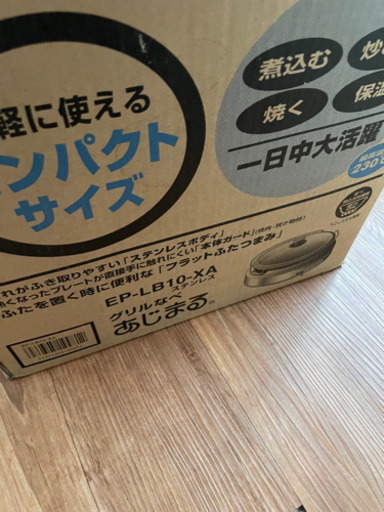 軽に使える
ンパクト
サイズ
煮込む
炒
焼く
保温
一日中大活躍
230
れがふき取りやすい「ステンレスボディ」
くなったプレートが直接手に触れにくい「本体ガード」
ふたを置く時に便利な「フラットふたつまみ」
EP-LB10-XA
ステンレス
グリルなべ
あじまる